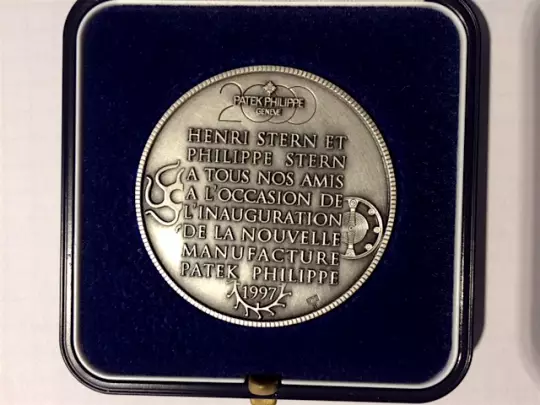 2000
PATEK PHILIPPE
GENEVE
HENRI STERN ET
PHILIPPE STERN
A TOUS NOS AMIS
A L'OCCASION DE
L'INAUGURATION
DE LA NOUVELLE
MANUFACTURE
PATEK PHILIPPE
1997